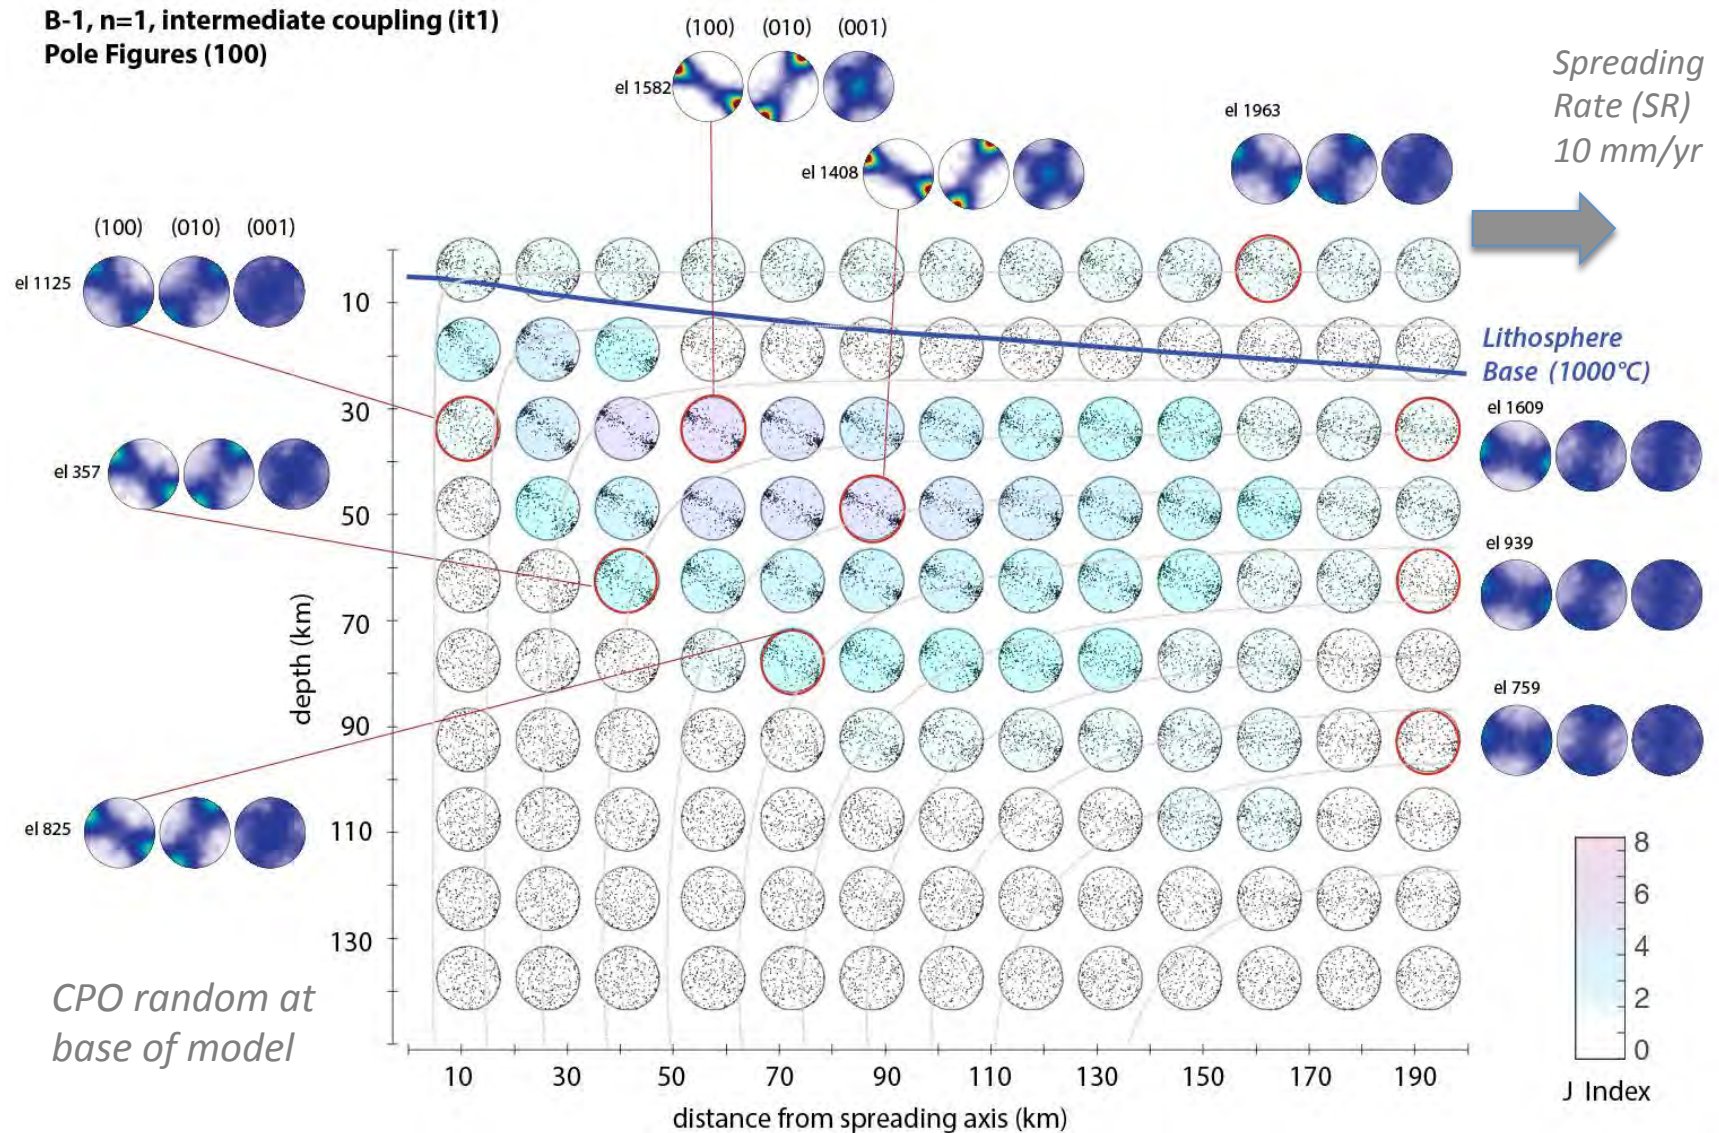 B-1, n=1, intermediate coupling (it1)
Pole Figures (100)
(100) (010) (001)
el 1582
el 1408
el 1963
Spreading
Rate (SR)
10 mm/yr
(100) (010) (001)
el 1125
el 357
el 825
Lithosphere
Base (1000°C)
el 1609
el 939
el 759
depth (km)
10
30
50
70
90
110
130
CPO random at
base of model
10 30 50 70 90 110 130 150 170 190
distance from spreading axis (km)
8
6
4
2
0
J Index